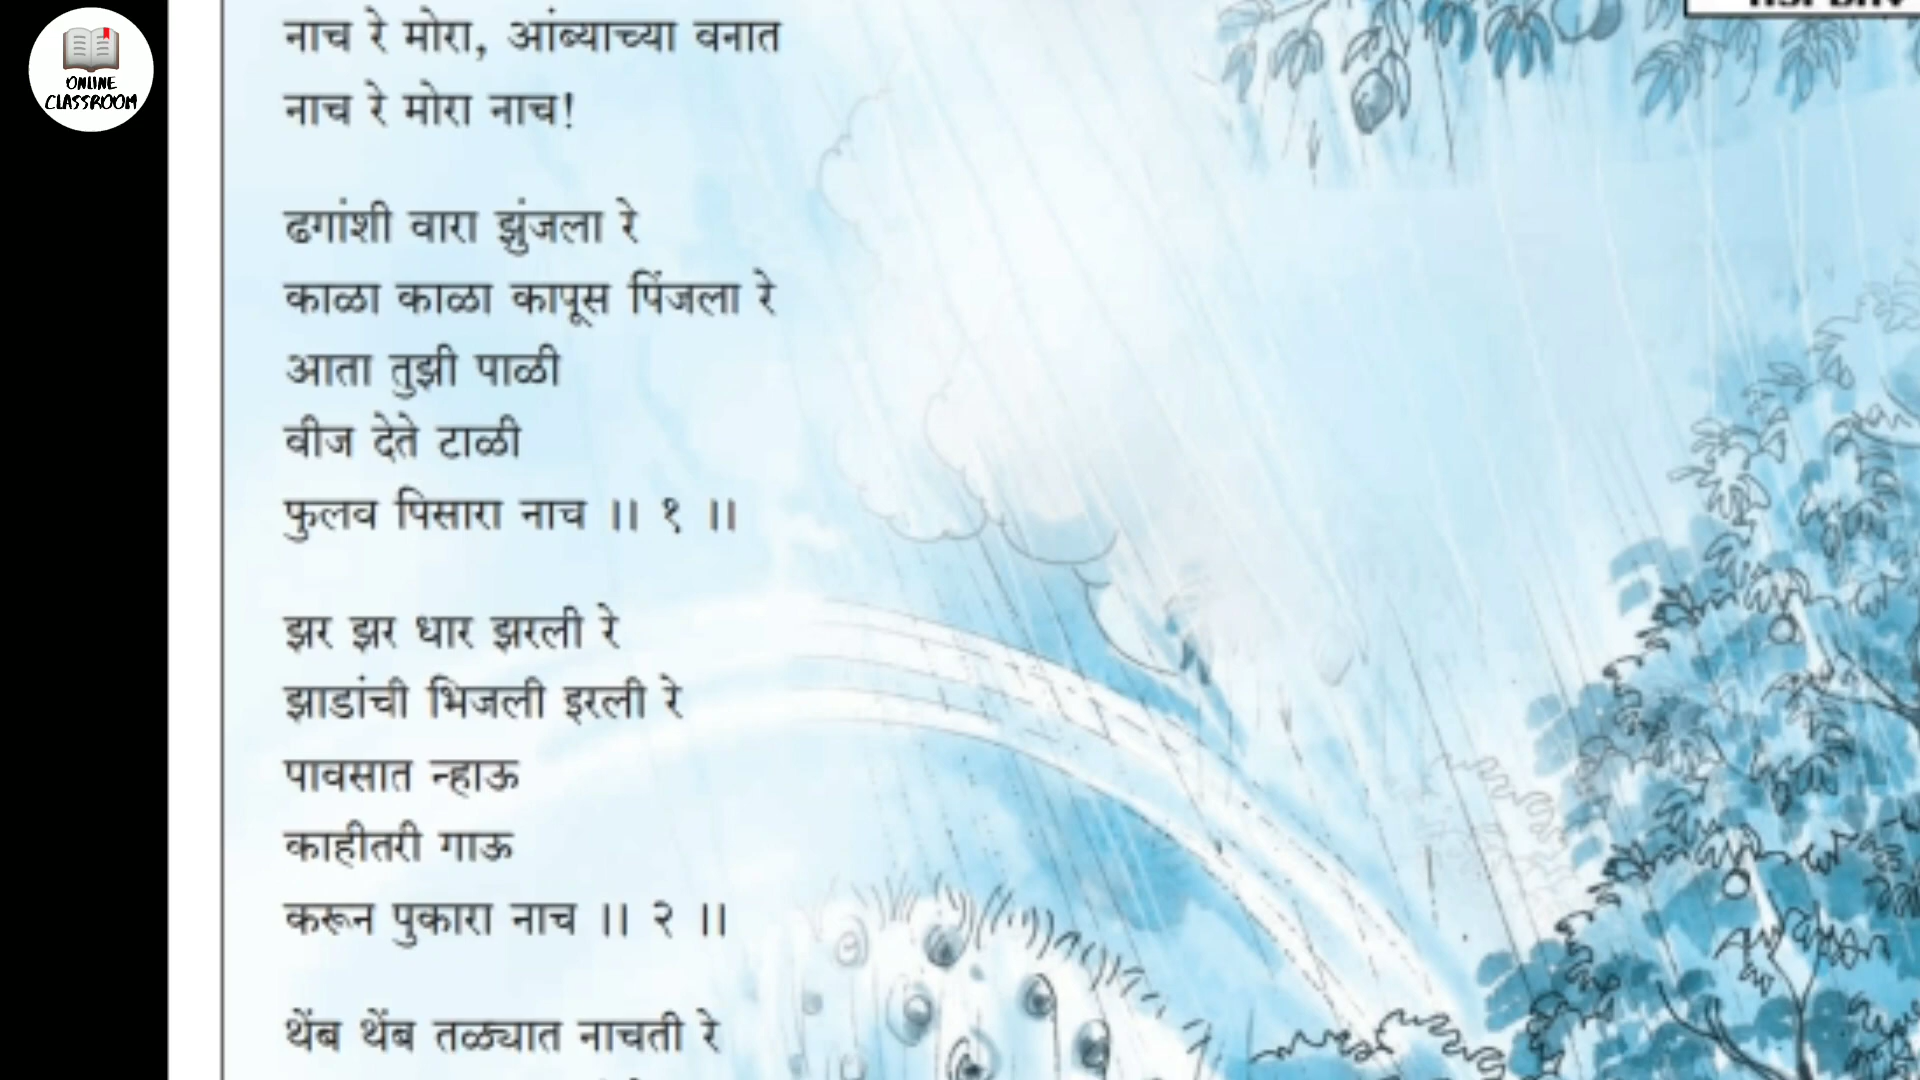 ONLINE
CLASSROOM
नाच रे मोरा, आंब्याच्या वनात
नाच रे मोरा नाच!
ढगांशी वारा झुंजला रे
काळा काळा कापूस पिंजला रे
आता तुझी पाळी
वीज देते टाळी
फुलव पिसारा नाच ।। १ ।।
झर झर धार झरली रे
झाडांची भिजली इरली रे
पावसात न्हाऊ
काहीतरी गाऊ
करून पुकारा नाच ।। २ ।।
थेंब थेंब तळ्यात नाचती रे